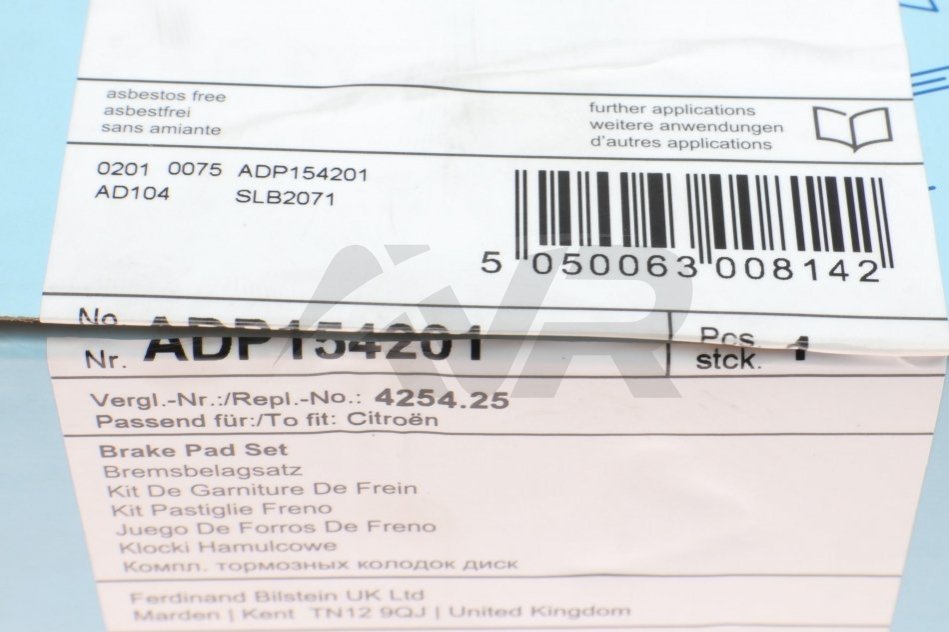 asbestos free
asbestfrei
sans amiante
further applications
weitere anwendungen
d'autres applications
0201 0075 ADP154201
AD104 SLB2071
5 050063 008142
No.
Nr. ADP154201
Pcs.
stck. 1
Vergl.-Nr.:/Repl.-No.: 4254.25
Passend für:/To fit: Citroën
Brake Pad Set
Bremsbelagsatz
Kit De Garniture De Frein
Kit Pastiglie Freno
Juego De Forros De Freno
Klocki Hamulcowe
Компл. тормозных колодок диск
Ferdinand Bilstein UK Ltd
Marden | Kent TN12 9QJ | United Kingdom